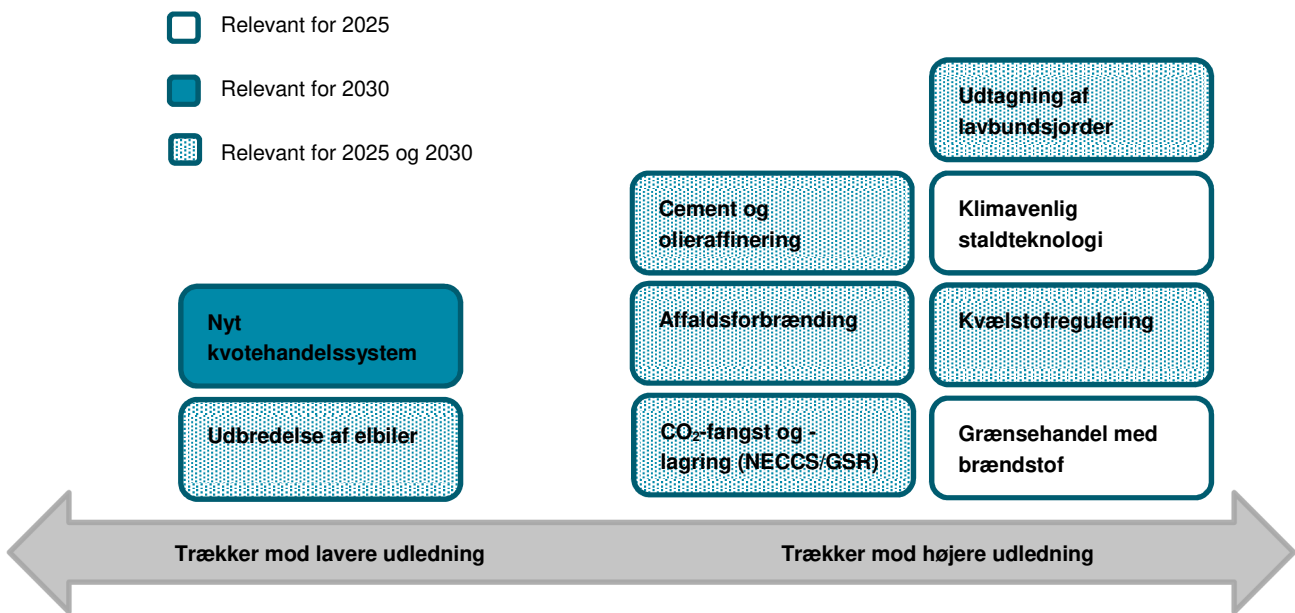 Relevant for 2025
Relevant for 2030
Relevant for 2025 og 2030
Nyt
kvotehandelssystem
Udbredelse af elbiler
Cement og
olieraffinering
Affaldsforbrænding
CO₂-fangst og -
lagring (NECCS/GSR)
Udtagning af
lavbundsjorder
Klimavenlig
staldteknologi
Kvælstofregulering
Grænsehandel med
brændstof
Trækker mod lavere udledning
Trækker mod højere udledning